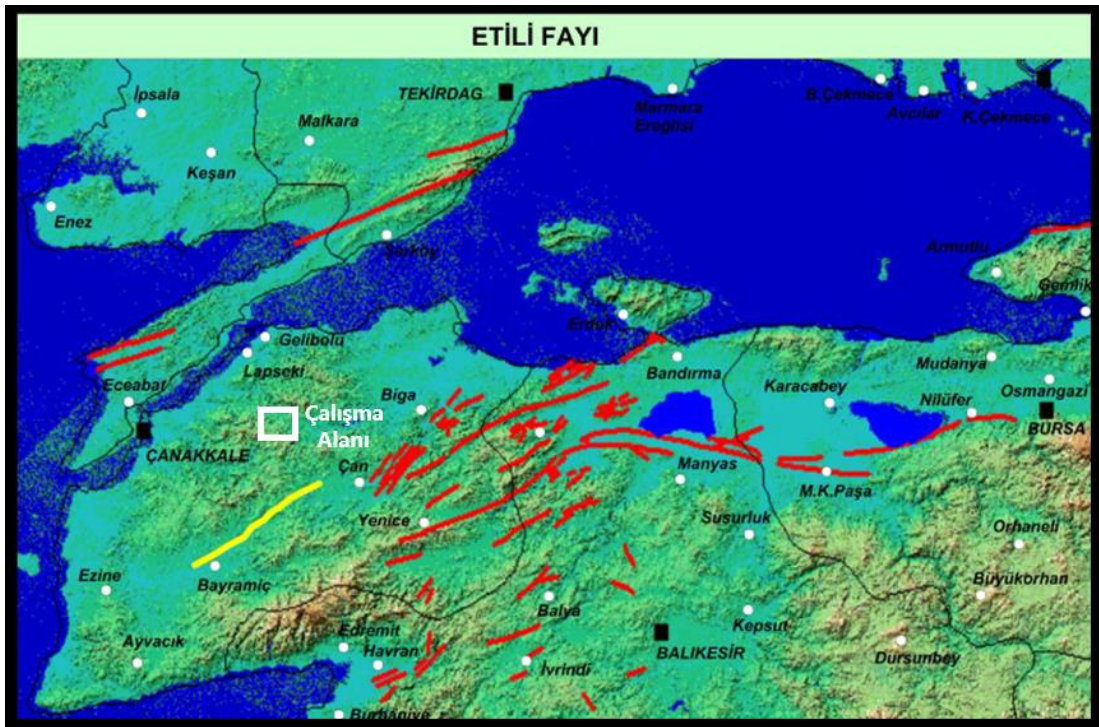 ETİLİ FAYI
İpsala
TEKİRDAG
Marmara
Ereğlisi
B.Çekmece
Avcılar
K.Çekmece
Malkara
Keşan
Enez
Şarköy
Armutlu
Gemlik
Gelibolu
Lapseki
Erdek
Bandırma
Mudanya
Eceabat
Biga
Karacabey
Osmangazi
Nilüfer
BURSA
Çalışma
Alanı
ÇANAKKALE
Çan
Manyas
M.K.Paşa
Yenice
Susurluk
Orhaneli
Ezine
Bayramiç
Büyükorhan
Balya
Kepsut
Ayvacık
Edremit
Havran
İvrindi
BALIKESİR
Dursunbey
Burhaniye